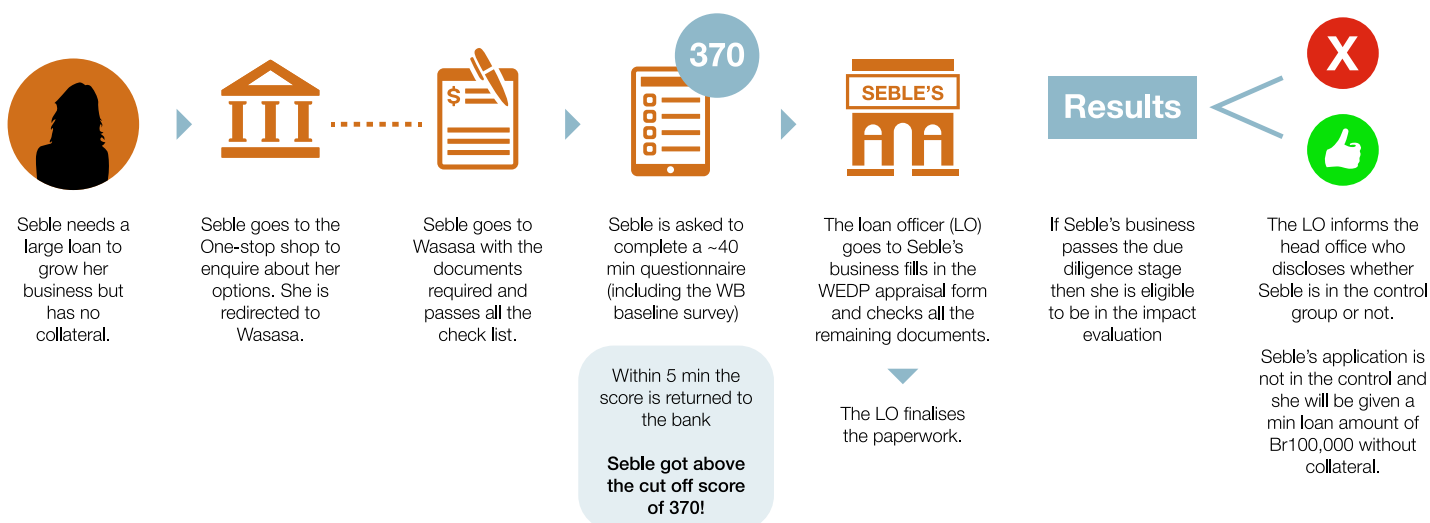 370
$
SEBLE'S
Results
X
Seble needs a
large loan to
grow her
business but
has no
collateral.
Seble goes to the
One-stop shop to
enquire about her
options. She is
redirected to
Wasasa.
Seble goes to
Wasasa with the
documents
required and
passes all the
check list.
Seble is asked to
complete a ~40
min questionnaire
(including the WB
baseline survey)
Within 5 min the
score is returned to
the bank
Seble got above
the cut off score
of 370!
The loan officer (LO)
goes to Seble's
business fills in the
WEDP appraisal form
and checks all the
remaining documents.
The LO finalises
the paperwork.
If Seble's business
passes the due
diligence stage
then she is eligible
to be in the impact
evaluation
The LO informs the
head office who
discloses whether
Seble is in the control
group or not.
Seble's application is
not in the control and
she will be given a
min loan amount of
Br100,000 without
collateral.